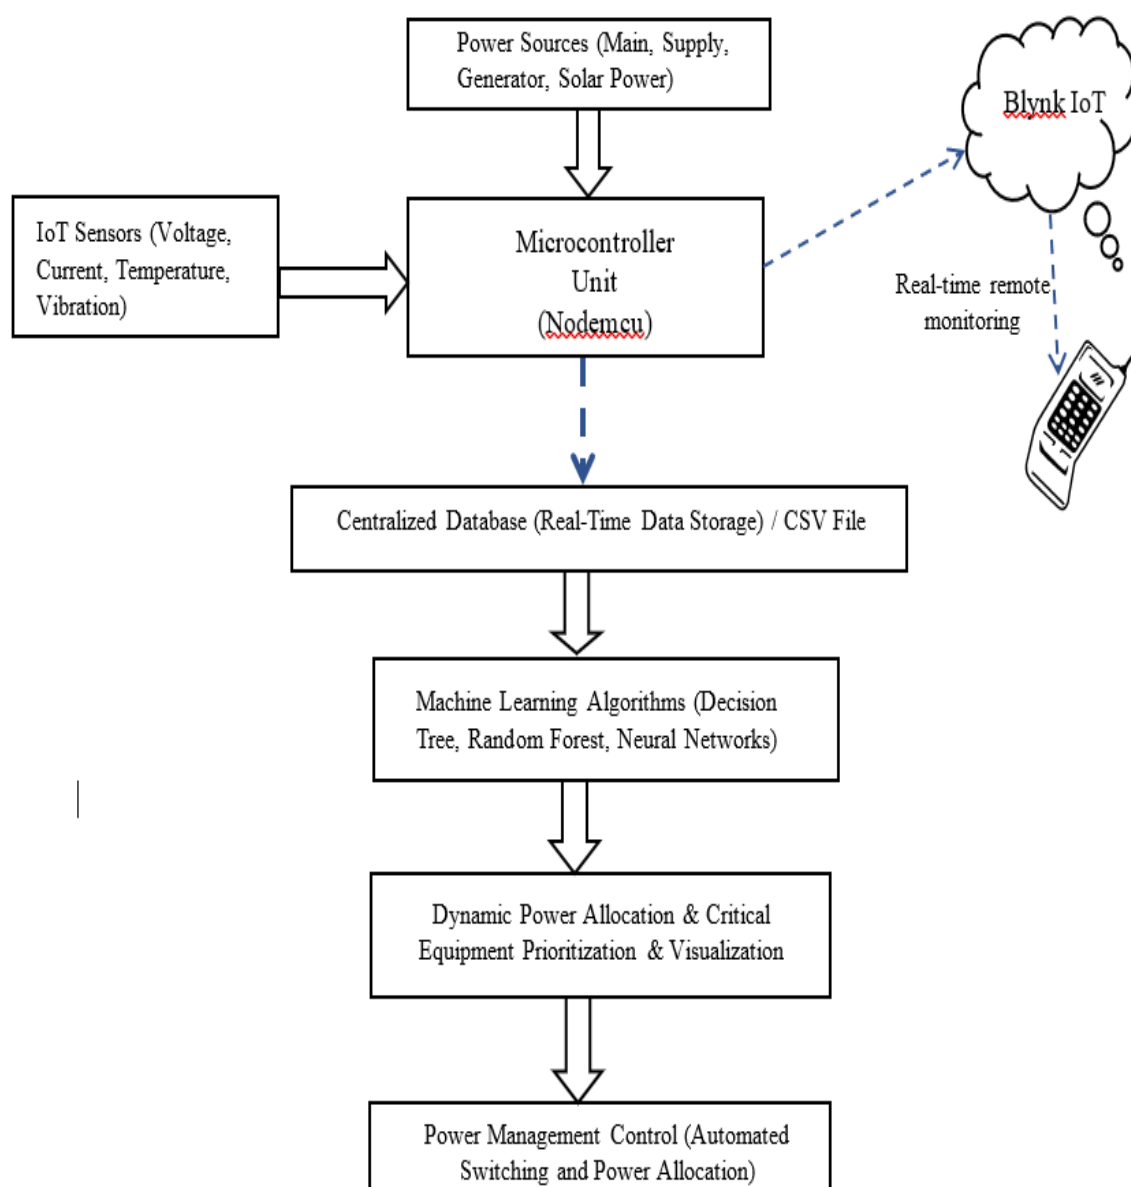 Power Sources (Main, Supply,
Generator, Solar Power)
Blynk IoT
IoT Sensors (Voltage,
Current, Temperature,
Vibration)
Microcontroller
Unit
(Nodemcu)
Real-time remote
monitoring
Centralized Database (Real-Time Data Storage) / CSV File
Machine Learning Algorithms (Decision
Tree, Random Forest, Neural Networks)
Dynamic Power Allocation & Critical
Equipment Prioritization & Visualization
Power Management Control (Automated
Switching and Power Allocation)